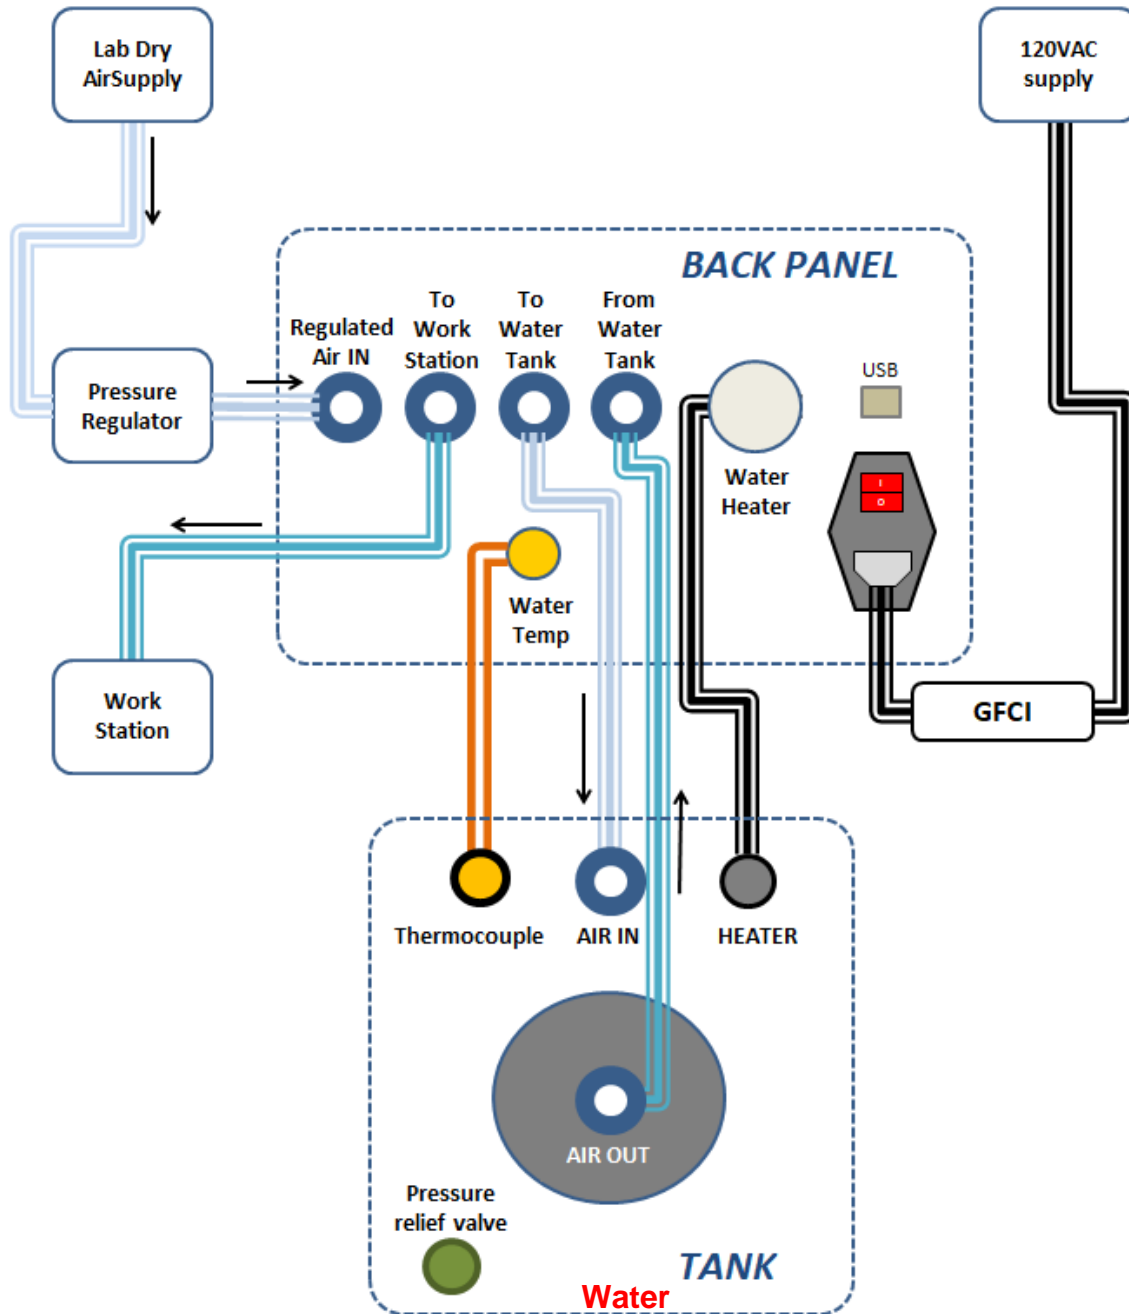 Lab Dry
AirSupply
120VAC
supply
BACK PANEL
Regulated
Air IN
To
Work
Station
To
Water
Tank
From
Water
Tank
USB
Pressure
Regulator
Water
Heater
I
O
Water
Temp
Work
Station
GFCI
Thermocouple
AIR IN
HEATER
AIR OUT
Pressure
relief valve
TANK
Water